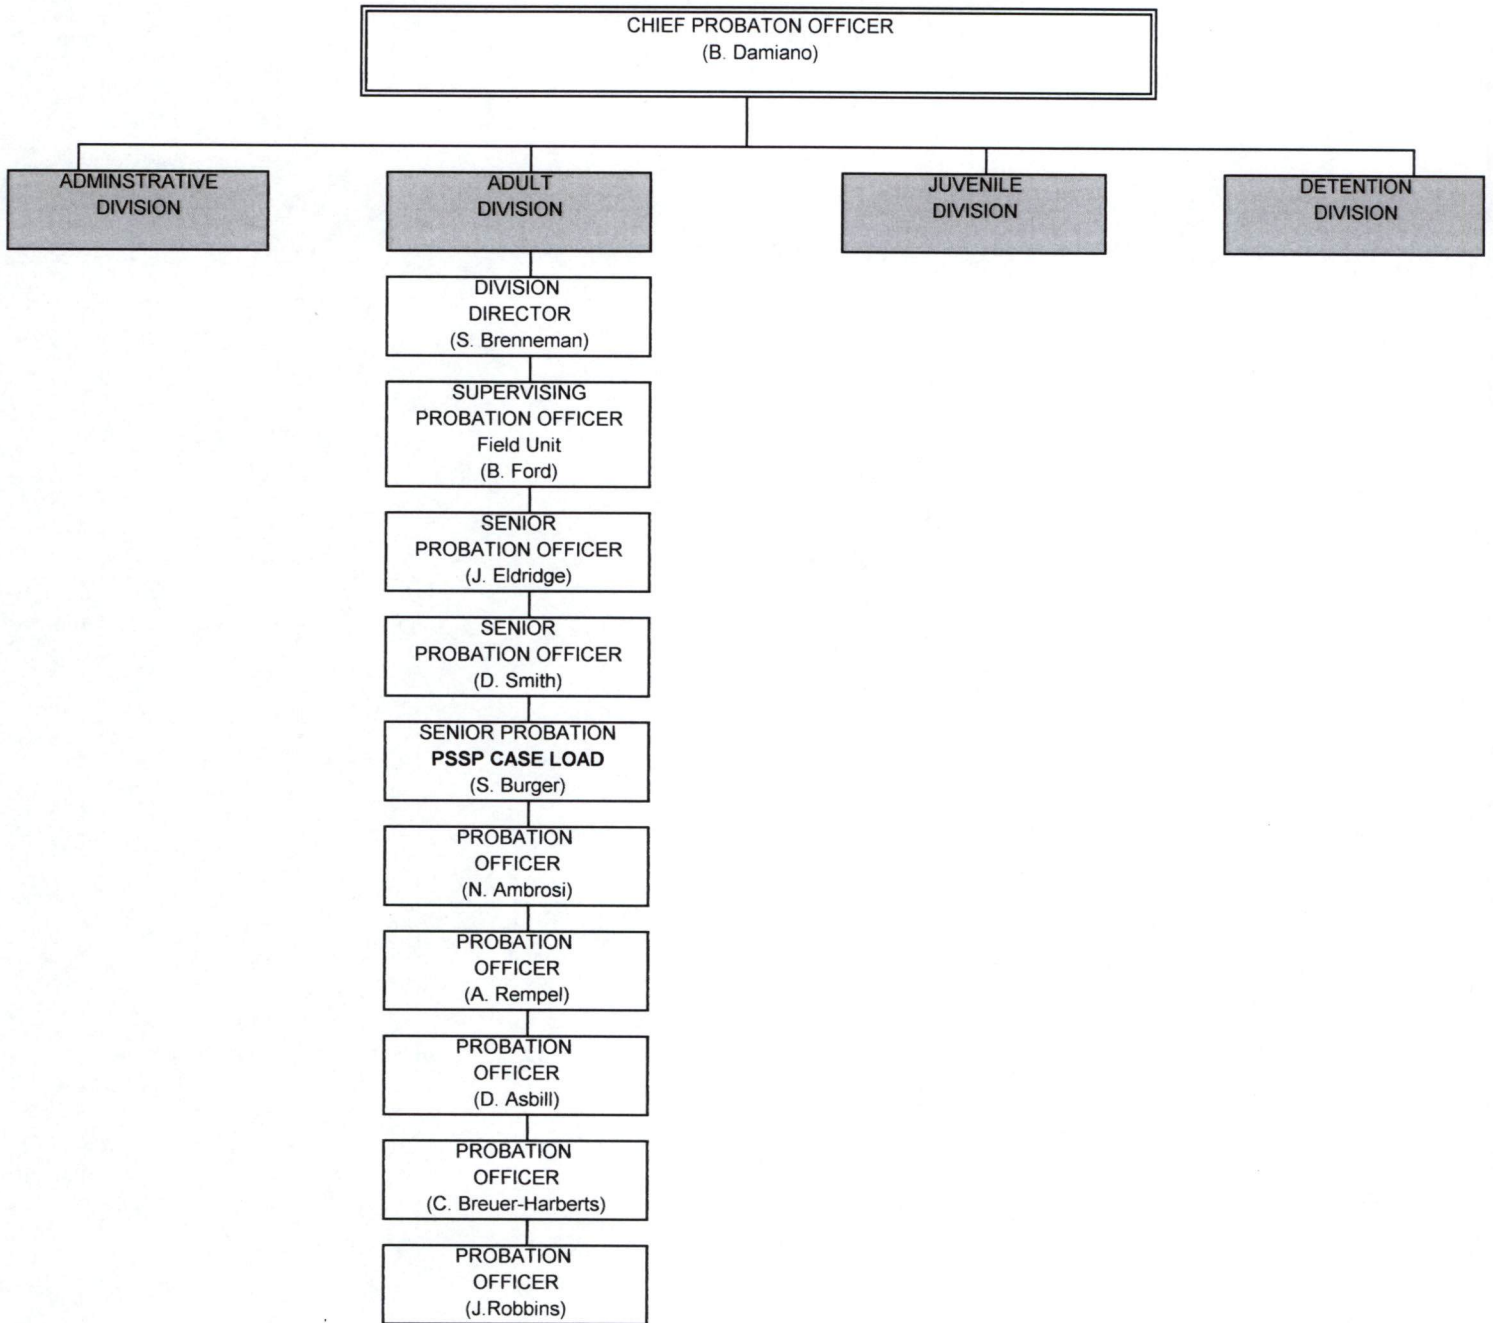 CHIEF PROBATON OFFICER
(B. Damiano)
ADMINSTRATIVE
DIVISION
ADULT
DIVISION
JUVENILE
DIVISION
DETENTION
DIVISION
DIVISION
DIRECTOR
(S. Brenneman)
SUPERVISING
PROBATION OFFICER
Field Unit
(B. Ford)
SENIOR
PROBATION OFFICER
(J. Eldridge)
SENIOR
PROBATION OFFICER
(D. Smith)
SENIOR PROBATION
PSSP CASE LOAD
(S. Burger)
PROBATION
OFFICER
(N. Ambrosi)
PROBATION
OFFICER
(A. Rempel)
PROBATION
OFFICER
(D. Asbill)
PROBATION
OFFICER
(C. Breuer-Harberts)
PROBATION
OFFICER
(J.Robbins)